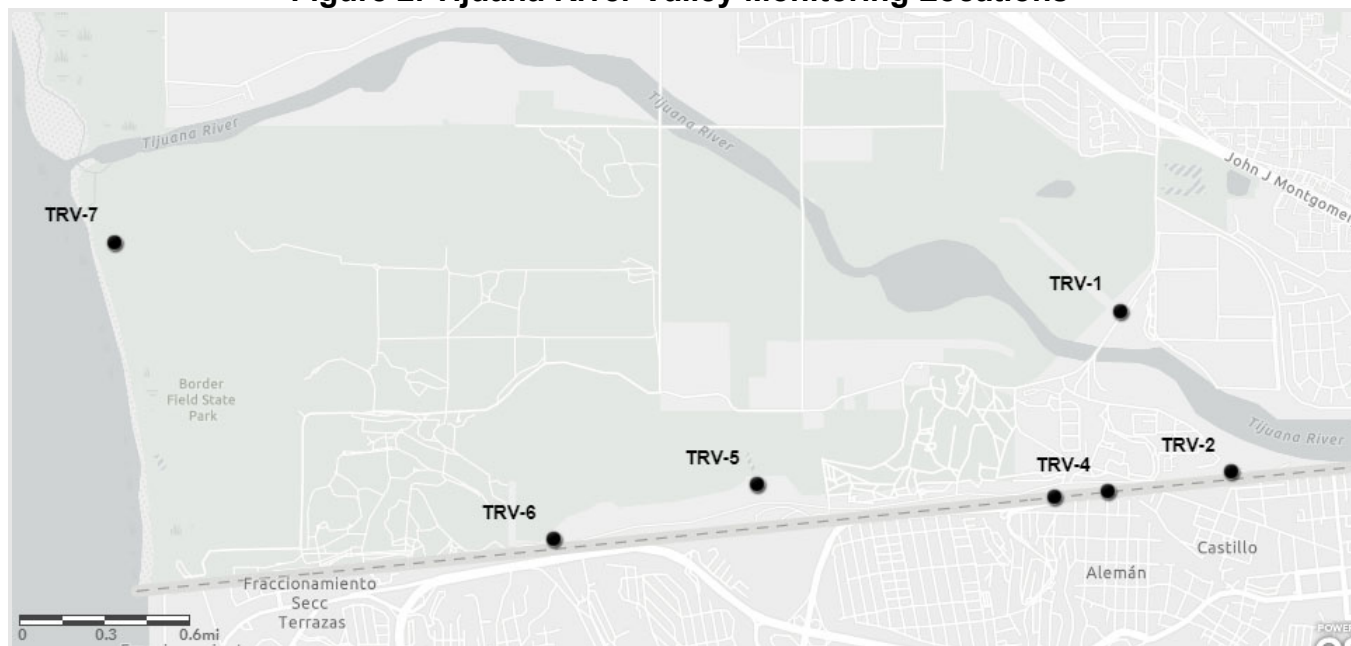 Figure 2. Tijuana River Valley Monitoring Locations
Tijuana River
Tijuana River
John J Montgomer
TRV-7
TRV-1
Border
Field State
Park
Tijuana River
TRV-2
TRV-5
TRV-4
TRV-6
Castillo
Alemán
Fraccionamiento
Secc
Terrazas
0 0.3 0.6mi
POWE